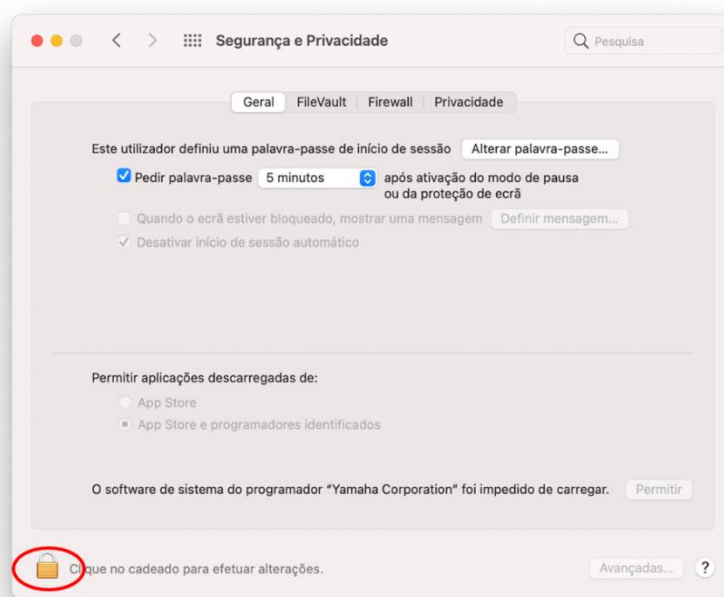 Segurança e Privacidade
Pesquisa
Geral FileVault Firewall Privacidade
Este utilizador definiu uma palavra-passe de início de sessão Alterar palavra-passe...
Pedir palavra-passe 5 minutos após ativação do modo de pausa
ou da proteção de ecrã
Quando o ecrã estiver bloqueado, mostrar uma mensagem Definir mensagem...
Desativar início de sessão automático
Permitir aplicações descarregadas de:
App Store
App Store e programadores identificados
O software de sistema do programador “Yamaha Corporation” foi impedido de carregar. Permitir
Clique no cadeado para efetuar alterações. Avançadas... ?